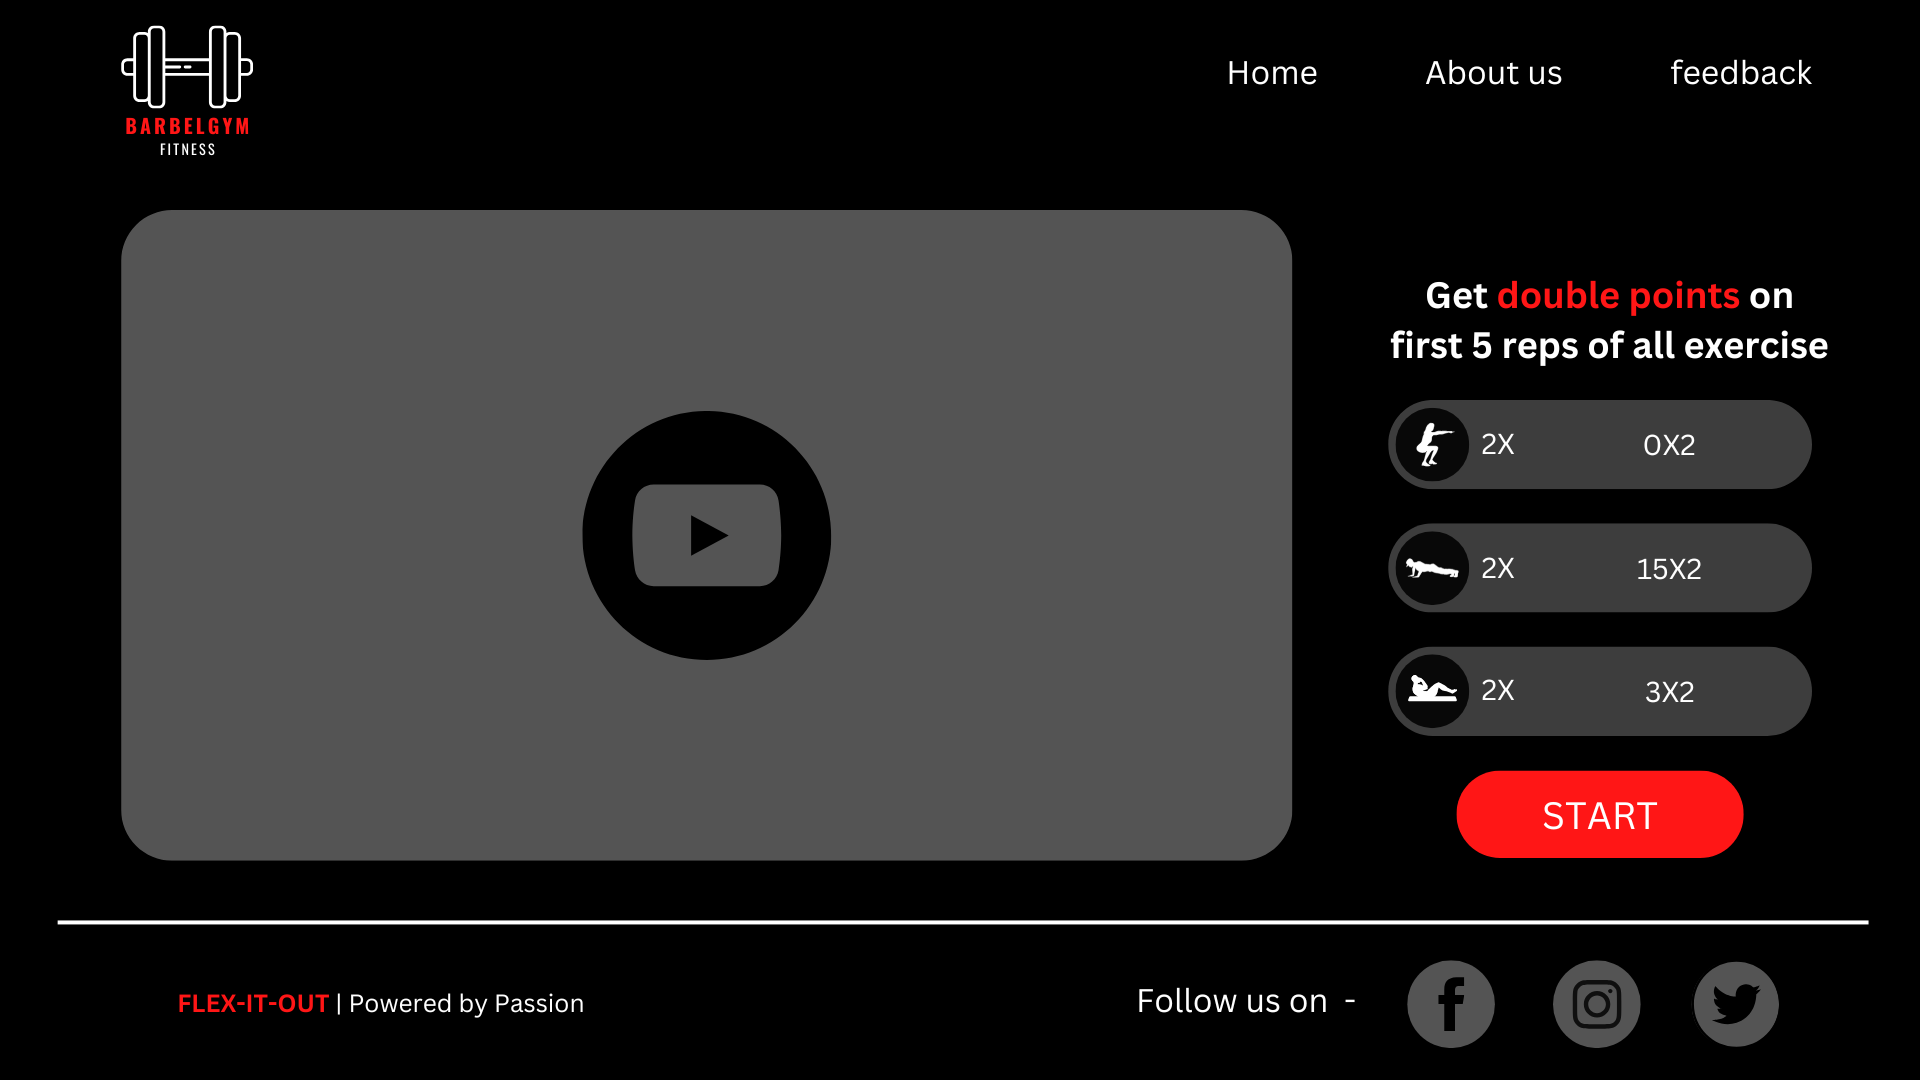 BARBELGYM
FITNESS
Home About us feedback
Get double points on
first 5 reps of all exercise
2X 0X2
2X 15X2
2X 3X2
START
FLEX-IT-OUT | Powered by Passion
Follow us on -